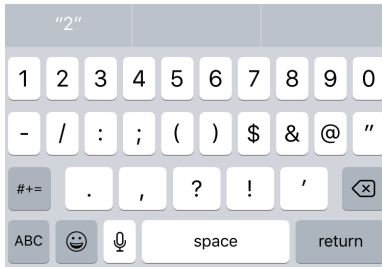 "2"
1 2 3 4 5 6 7 8 9 0
- / : ; ( ) $ & @ "
#+= . , ? ! '
ABC space return